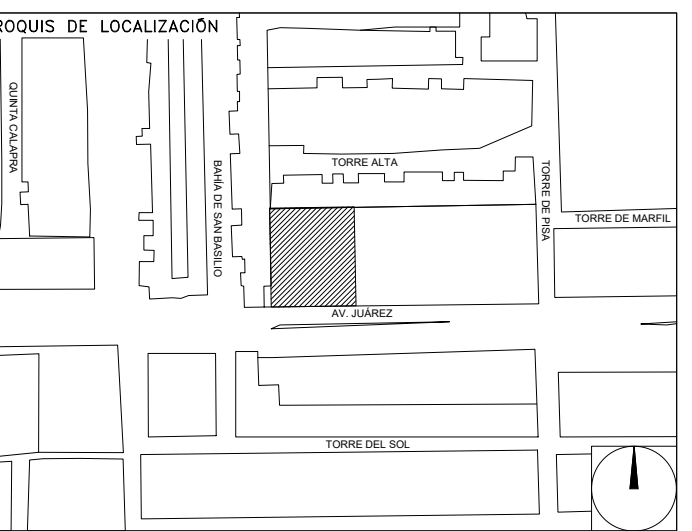 ROQUIS DE LOCALIZACIÓN
QUINTA CALAPRA
BAHÍA DE SAN BASILIO
TORRE ALTA
TORRE DE PISA
TORRE DE MARFIL
AV. JUÁREZ
TORRE DEL SOL